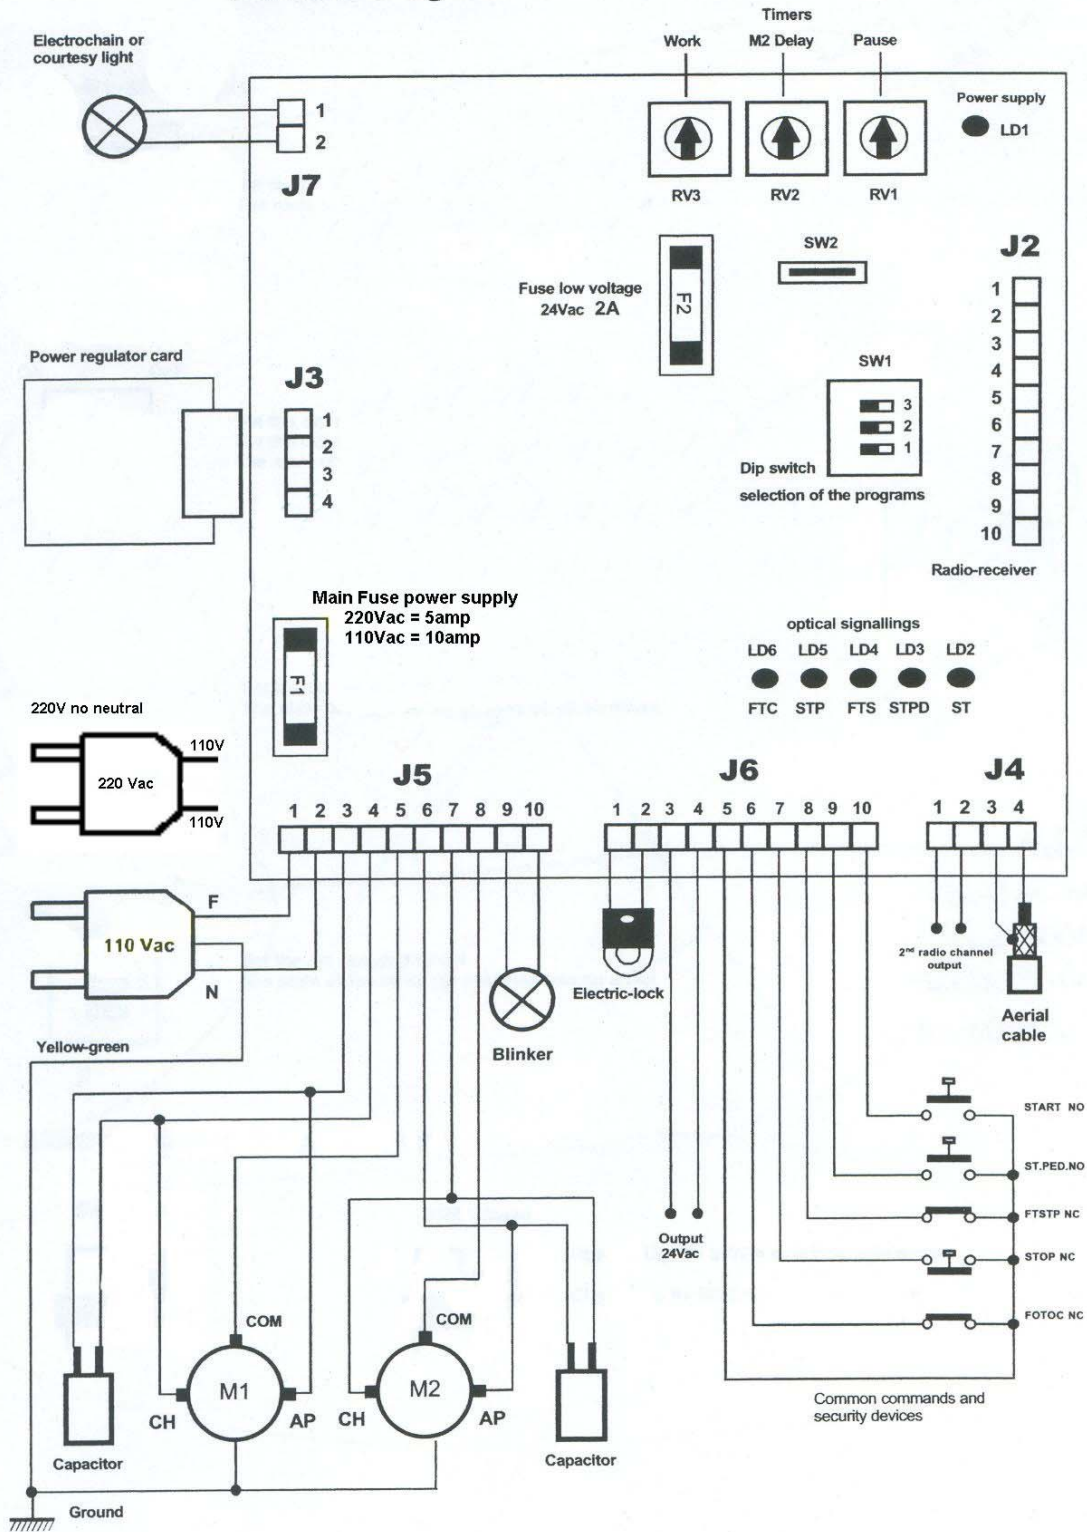 Timers
Electrochain or
courtesy light
Work
M2 Delay
Pause
Power supply
LD1
1
2
J7
RV3
RV2
RV1
SW2
J2
Fuse low voltage
24Vac 2A
F2
1
2
3
4
5
6
7
8
9
10
Radio-receiver
Power regulator card
J3
1
2
3
4
SW1
3
2
1
Dip switch
selection of the programs
Main Fuse power supply
220Vac = 5amp
110Vac = 10amp
F1
optical signallings
LD6 LD5 LD4 LD3 LD2
FTC STP FTS STPD ST
220V no neutral
110V
220 Vac
110V
J5
J6
J4
1 2 3 4 5 6 7 8 9 10
1 2 3 4 5 6 7 8 9 10
1 2 3 4
F
110 Vac
N
Yellow-green
Blinker
Electric-lock
2nd radio channel
output
Aerial
cable
START NO
ST.PED.NO
FTSTP NC
STOP NC
FOTOC NC
Output
24Vac
Common commands and
security devices
COM
M1
CH
AP
COM
M2
CH
AP
Capacitor
Capacitor
Ground